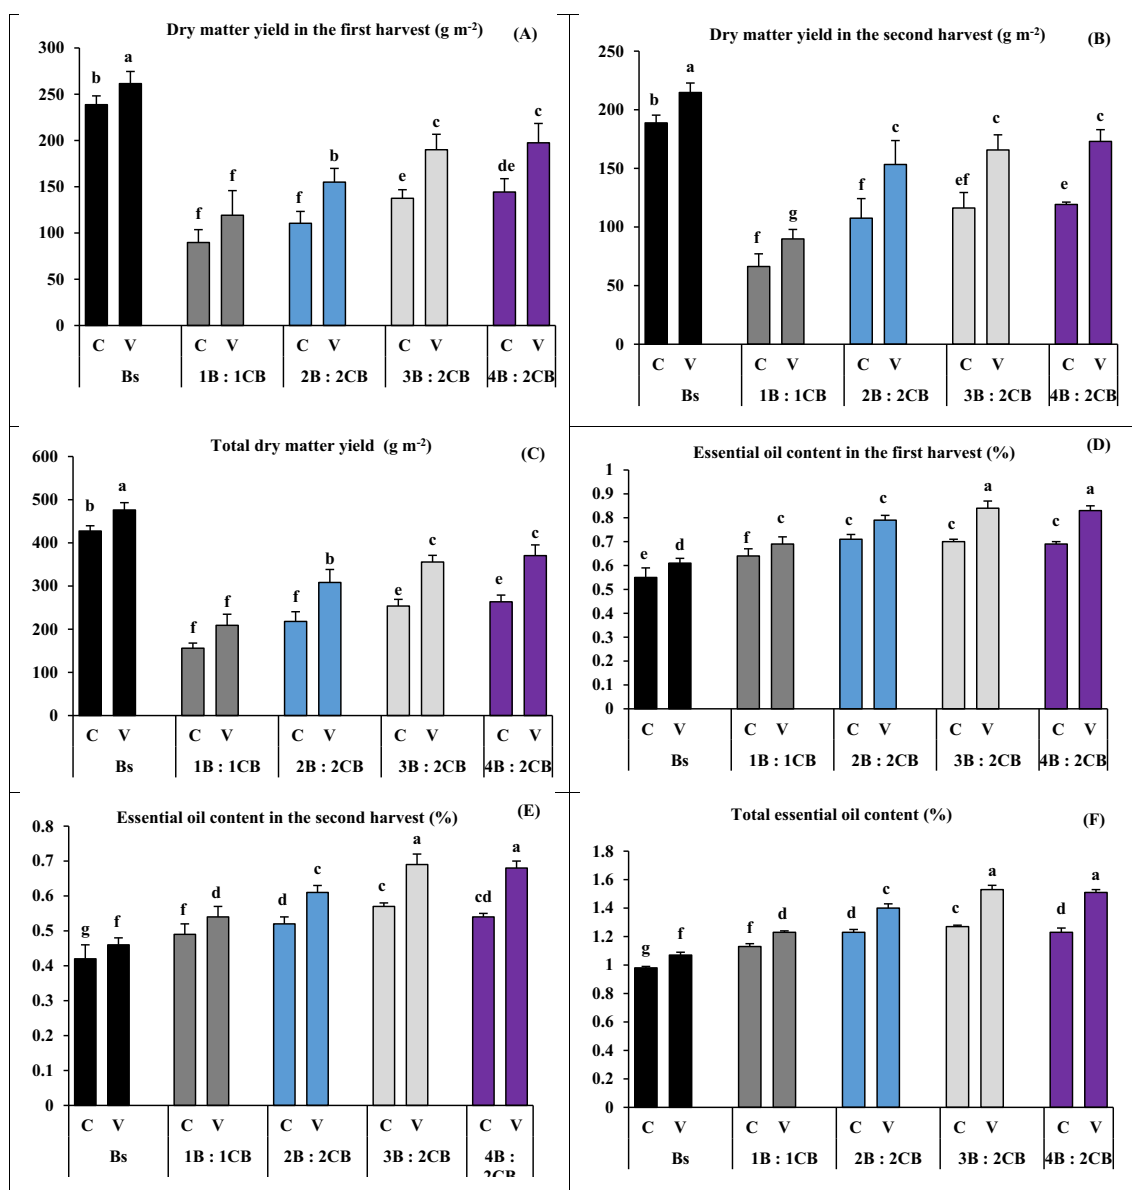 Dry matter yield in the first harvest (g m-2)
(A)
300
250
200
150
100
50
0
b
a
f
f
f
b
e
c
de
c
C V C V C V C V C V
Bs 1B : 1CB 2B : 2CB 3B : 2CB 4B : 2CB
Dry matter yield in the second harvest (g m-2)
(B)
250
200
150
100
50
0
b
a
f
g
f
c
ef
c
e
c
C V C V C V C V C V
Bs 1B : 1CB 2B : 2CB 3B : 2CB 4B : 2CB
Total dry matter yield (g m-2)
(C)
600
500
400
300
200
100
0
b
a
f
f
f
b
e
c
e
c
C V C V C V C V C V
Bs 1B : 1CB 2B : 2CB 3B : 2CB 4B : 2CB
Essential oil content in the first harvest (%)
(D)
1
0.9
0.8
0.7
0.6
0.5
0.4
0.3
0.2
0.1
0
e
d
f
c
c
c
c
a
c
a
C V C V C V C V C V
Bs 1B : 1CB 2B : 2CB 3B : 2CB 4B : 2CB
Essential oil content in the second harvest (%)
(E)
0.8
0.7
0.6
0.5
0.4
0.3
0.2
0.1
0
g
f
f
d
d
c
c
a
cd
a
C V C V C V C V C V
Bs 1B : 1CB 2B : 2CB 3B : 2CB 4B :
2CB
Total essential oil content (%)
(F)
1.8
1.6
1.4
1.2
1
0.8
0.6
0.4
0.2
0
g
f
f
d
d
c
c
a
d
a
C V C V C V C V C V
Bs 1B : 1CB 2B : 2CB 3B : 2CB 4B : 2CB